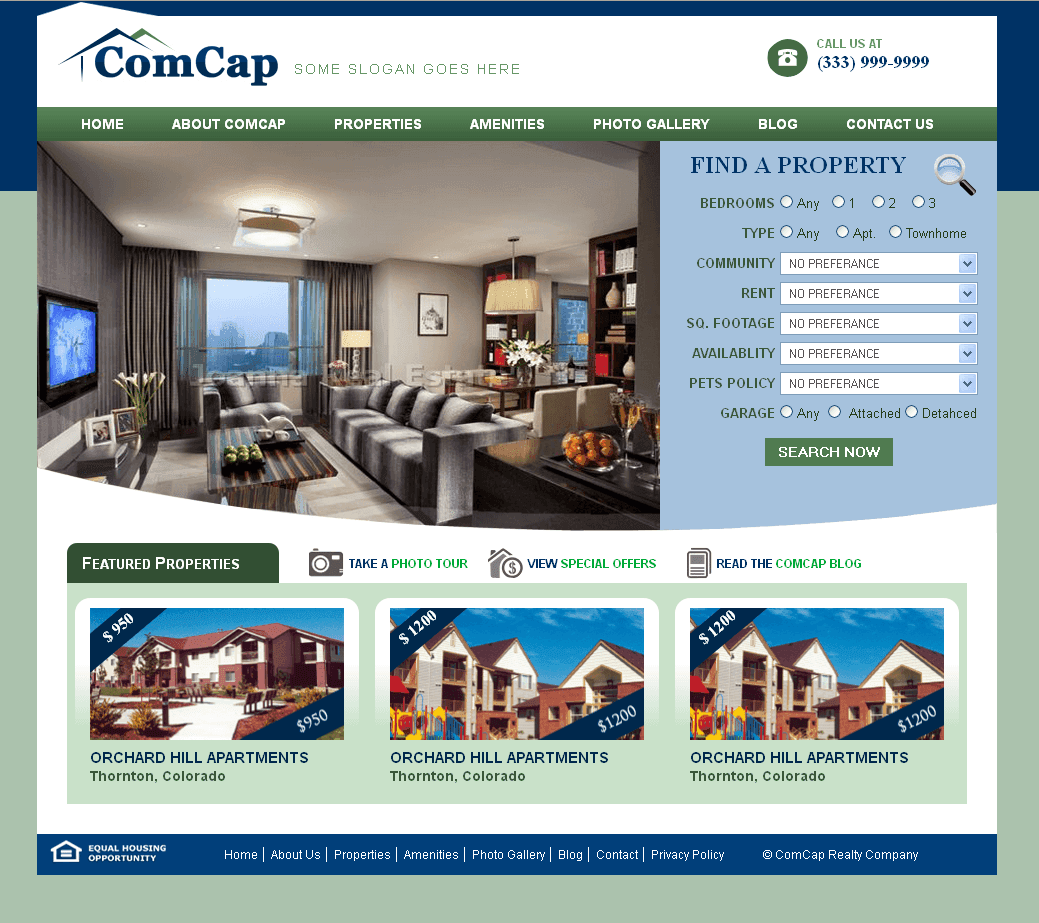 ComCap
SOME SLOGAN GOES HERE
CALL US AT
(333) 999-9999
HOME ABOUT COMCAP PROPERTIES AMENITIES PHOTO GALLERY BLOG CONTACT US
FIND A PROPERTY
BEDROOMS Any 1 2 3
TYPE Any Apt. Townhome
COMMUNITY NO PREFERANCE
RENT NO PREFERANCE
SQ. FOOTAGE NO PREFERANCE
AVAILABLITY NO PREFERANCE
PETS POLICY NO PREFERANCE
GARAGE Any Attached Detahced
SEARCH NOW
Joanna Real Estate
FEATURED PROPERTIES
TAKE A PHOTO TOUR
VIEW SPECIAL OFFERS
READ THE COMCAP BLOG
$ 950
$950
ORCHARD HILL APARTMENTS
Thornton, Colorado
$ 1200
$1200
ORCHARD HILL APARTMENTS
Thornton, Colorado
$ 1200
$1200
ORCHARD HILL APARTMENTS
Thornton, Colorado
EQUAL HOUSING
OPPORTUNITY
Home | About Us | Properties | Amenities | Photo Gallery | Blog | Contact | Privacy Policy
© ComCap Realty Company